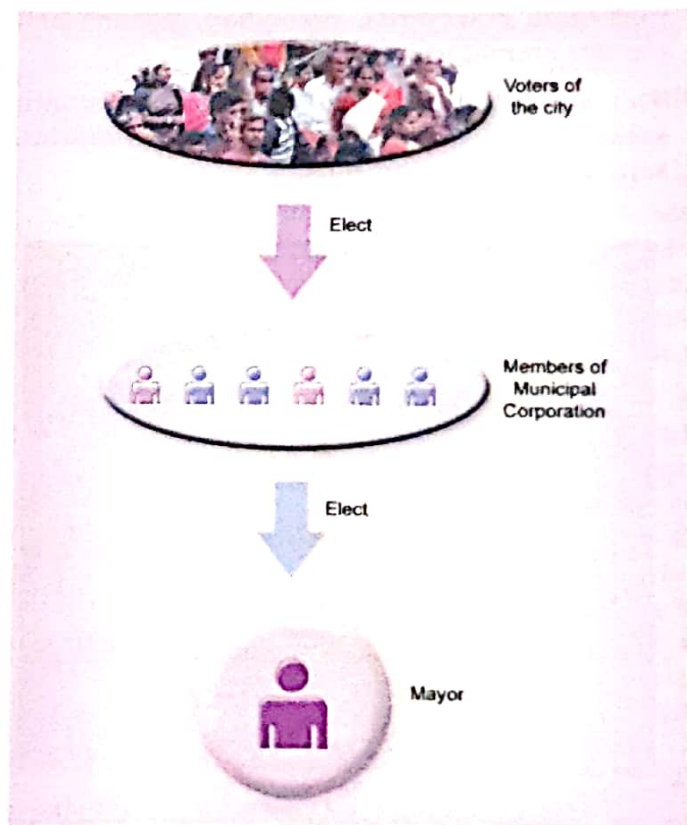 Voters of
the city
Elect
Members of
Municipal
Corporation
Elect
Mayor